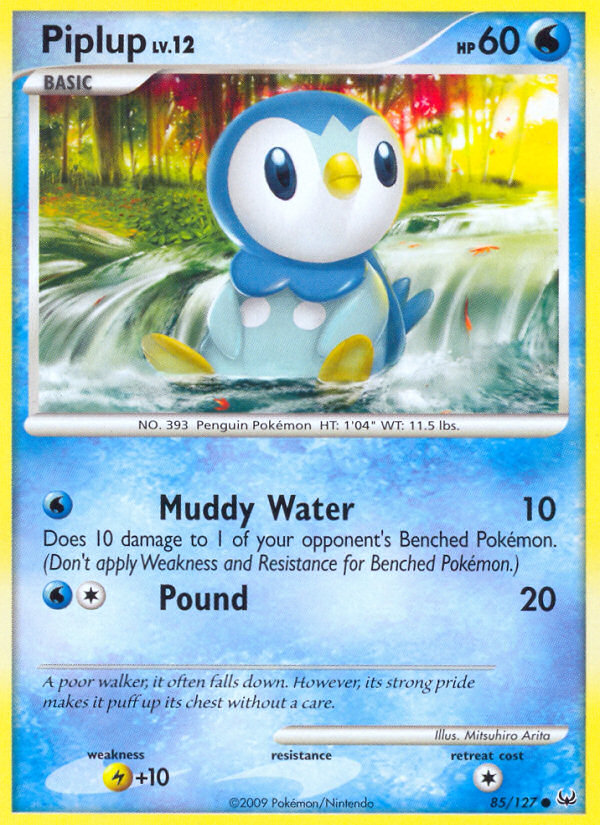 Piplup LV.12 HP 60
BASIC
NO. 393 Penguin Pokémon HT: 1'04" WT: 11.5 lbs.
Muddy Water 10
Does 10 damage to 1 of your opponent's Benched Pokémon.
(Don't apply Weakness and Resistance for Benched Pokémon.)
Pound 20
A poor walker, it often falls down. However, its strong pride
makes it puff up its chest without a care.
Illus. Mitsuhiro Arita
weakness resistance retreat cost
+10
©2009 Pokémon/Nintendo 85/127